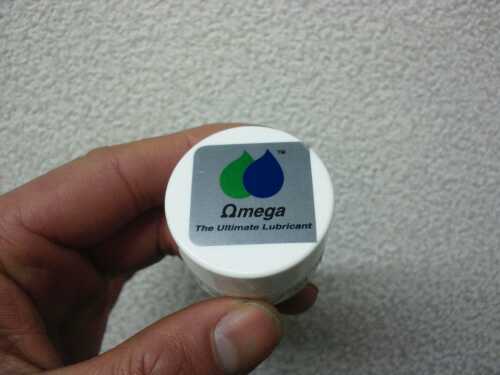 ™
Ωmega
The Ultimate Lubricant